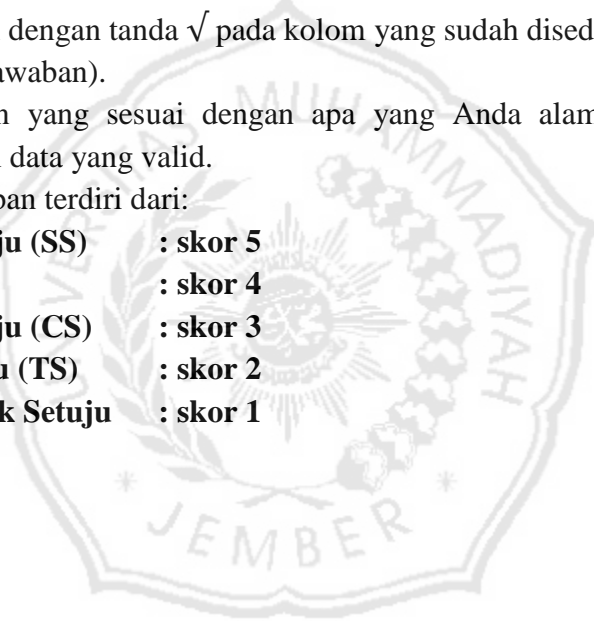 dengan tanda √ pada kolom yang sudah dised
awaban).
n yang sesuai dengan apa yang Anda alam
data yang valid.
ban terdiri dari:
ju (SS) : skor 5
: skor 4
ju (CS) : skor 3
u (TS) : skor 2
k Setuju : skor 1
UNIVERSITAS MUHAMMADIYAH
JEMBER